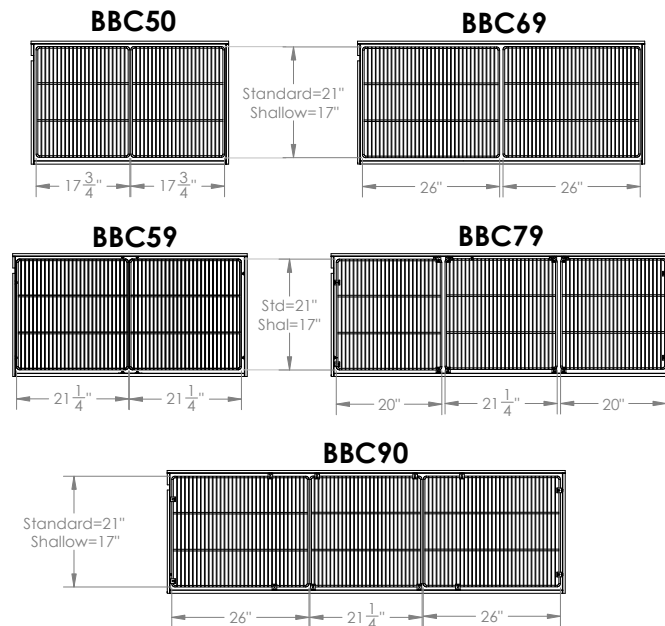 BBC50
BBC69
Standard=21"
Shallow=17"
17 3/4"
17 3/4"
26"
26"
BBC59
BBC79
Std=21"
Shal=17"
21 1/4"
21 1/4"
20"
21 1/4"
20"
BBC90
Standard=21"
Shallow=17"
26"
21 1/4"
26"